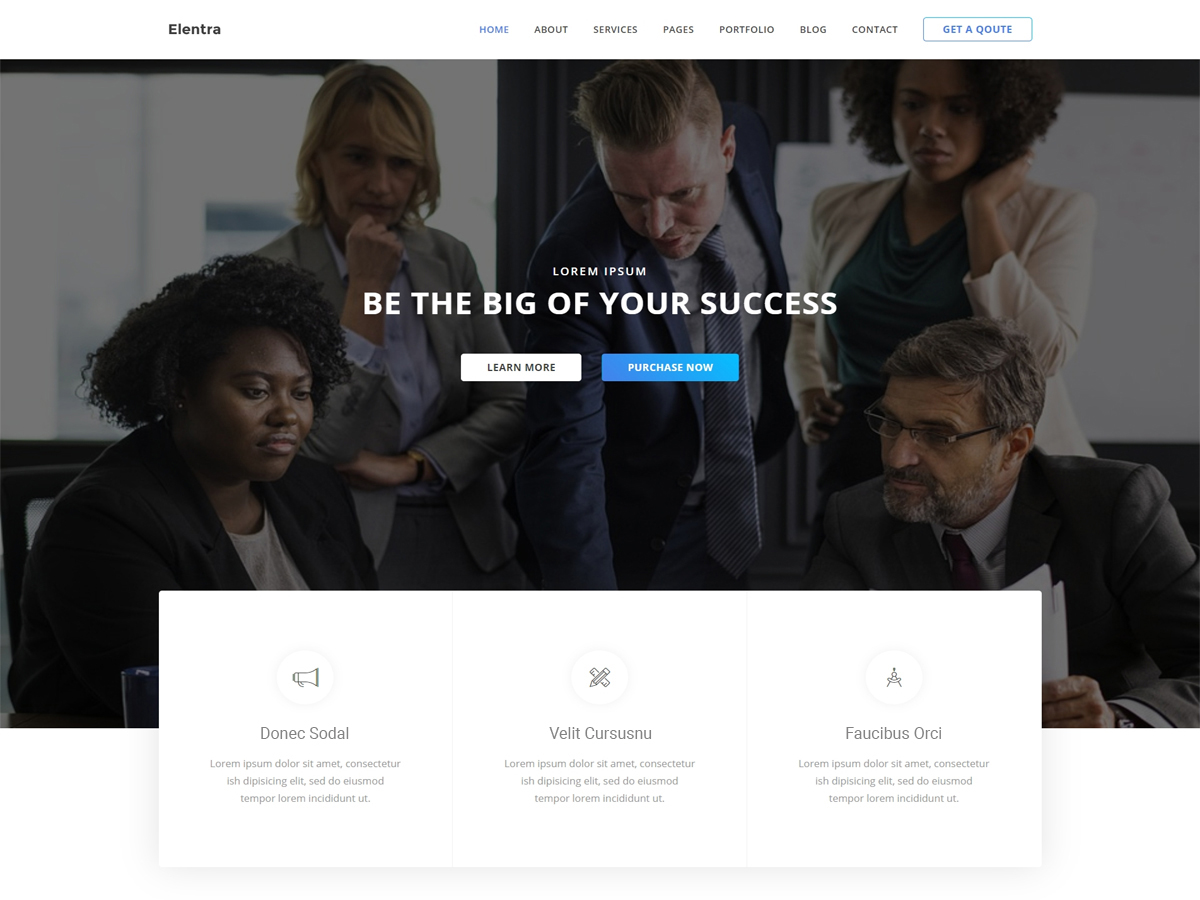 Elentra
HOME ABOUT SERVICES PAGES PORTFOLIO BLOG CONTACT GET A QOUTE
LOREM IPSUM
BE THE BIG OF YOUR SUCCESS
LEARN MORE PURCHASE NOW
Donec Sodal
Lorem ipsum dolor sit amet, consectetur
ish dipisicing elit, sed do eiusmod
tempor lorem incididunt ut.
Velit Cursusnu
Lorem ipsum dolor sit amet, consectetur
ish dipisicing elit, sed do eiusmod
tempor lorem incididunt ut.
Faucibus Orci
Lorem ipsum dolor sit amet, consectetur
ish dipisicing elit, sed do eiusmod
tempor lorem incididunt ut.